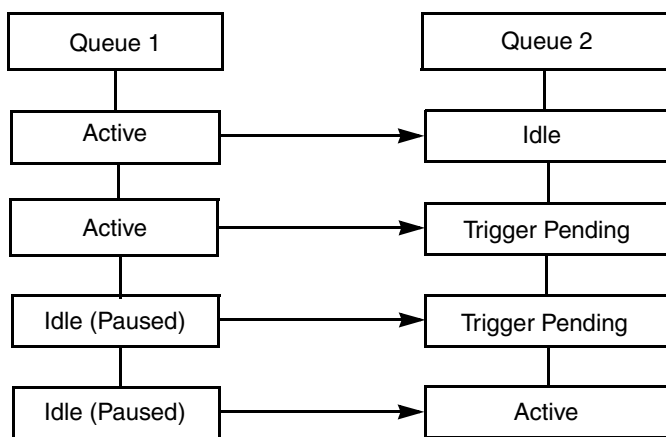 Queue 1
Queue 2
Active
Idle
Active
Trigger Pending
Idle (Paused)
Trigger Pending
Idle (Paused)
Active